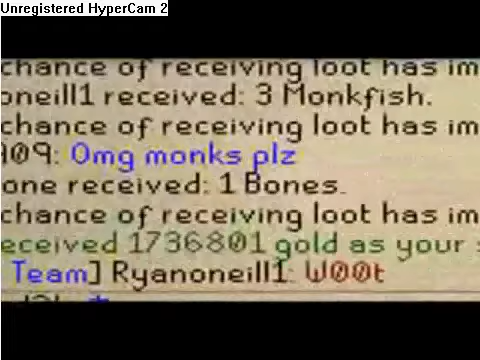 Unregistered HyperCam 2
chance of receiving loot has im
oneill1 received: 3 Monkfish.
chance of receiving loot has im
109: Omg monks plz
one received: 1 Bones.
chance of receiving loot has im
eceived 1736801 gold as your s
Team] Ryanoneill1: W00t